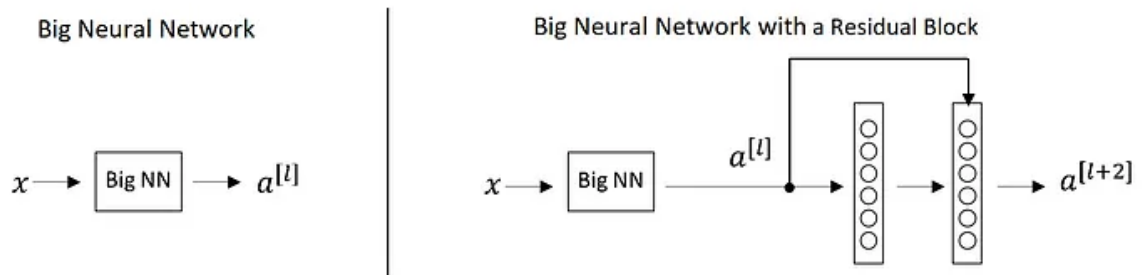 Big Neural Network
x
Big NN
a[l]
Big Neural Network with a Residual Block
x
Big NN
a[l]
a[l+2]